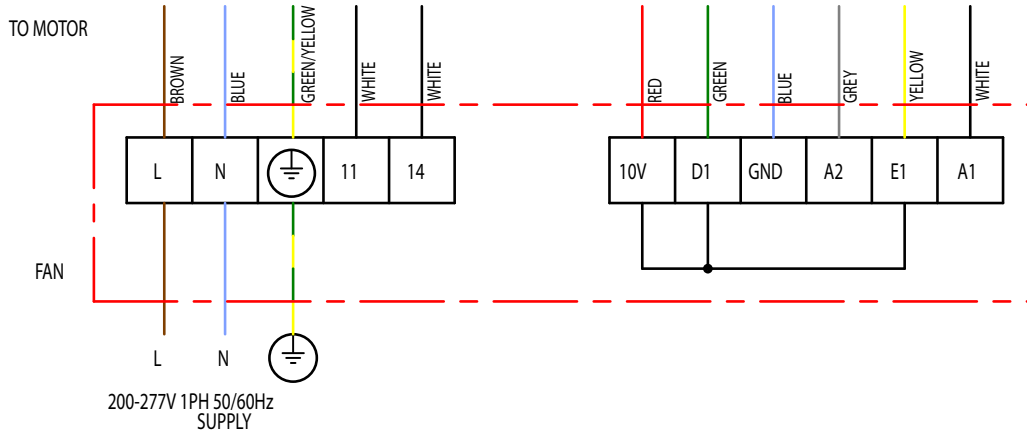 TO MOTOR
BROWN
BLUE
GREEN/YELLOW
WHITE
WHITE
RED
GREEN
BLUE
GREY
YELLOW
WHITE
L
N
11
14
10V
D1
GND
A2
E1
A1
FAN
L
N
200-277V 1PH 50/60Hz
SUPPLY